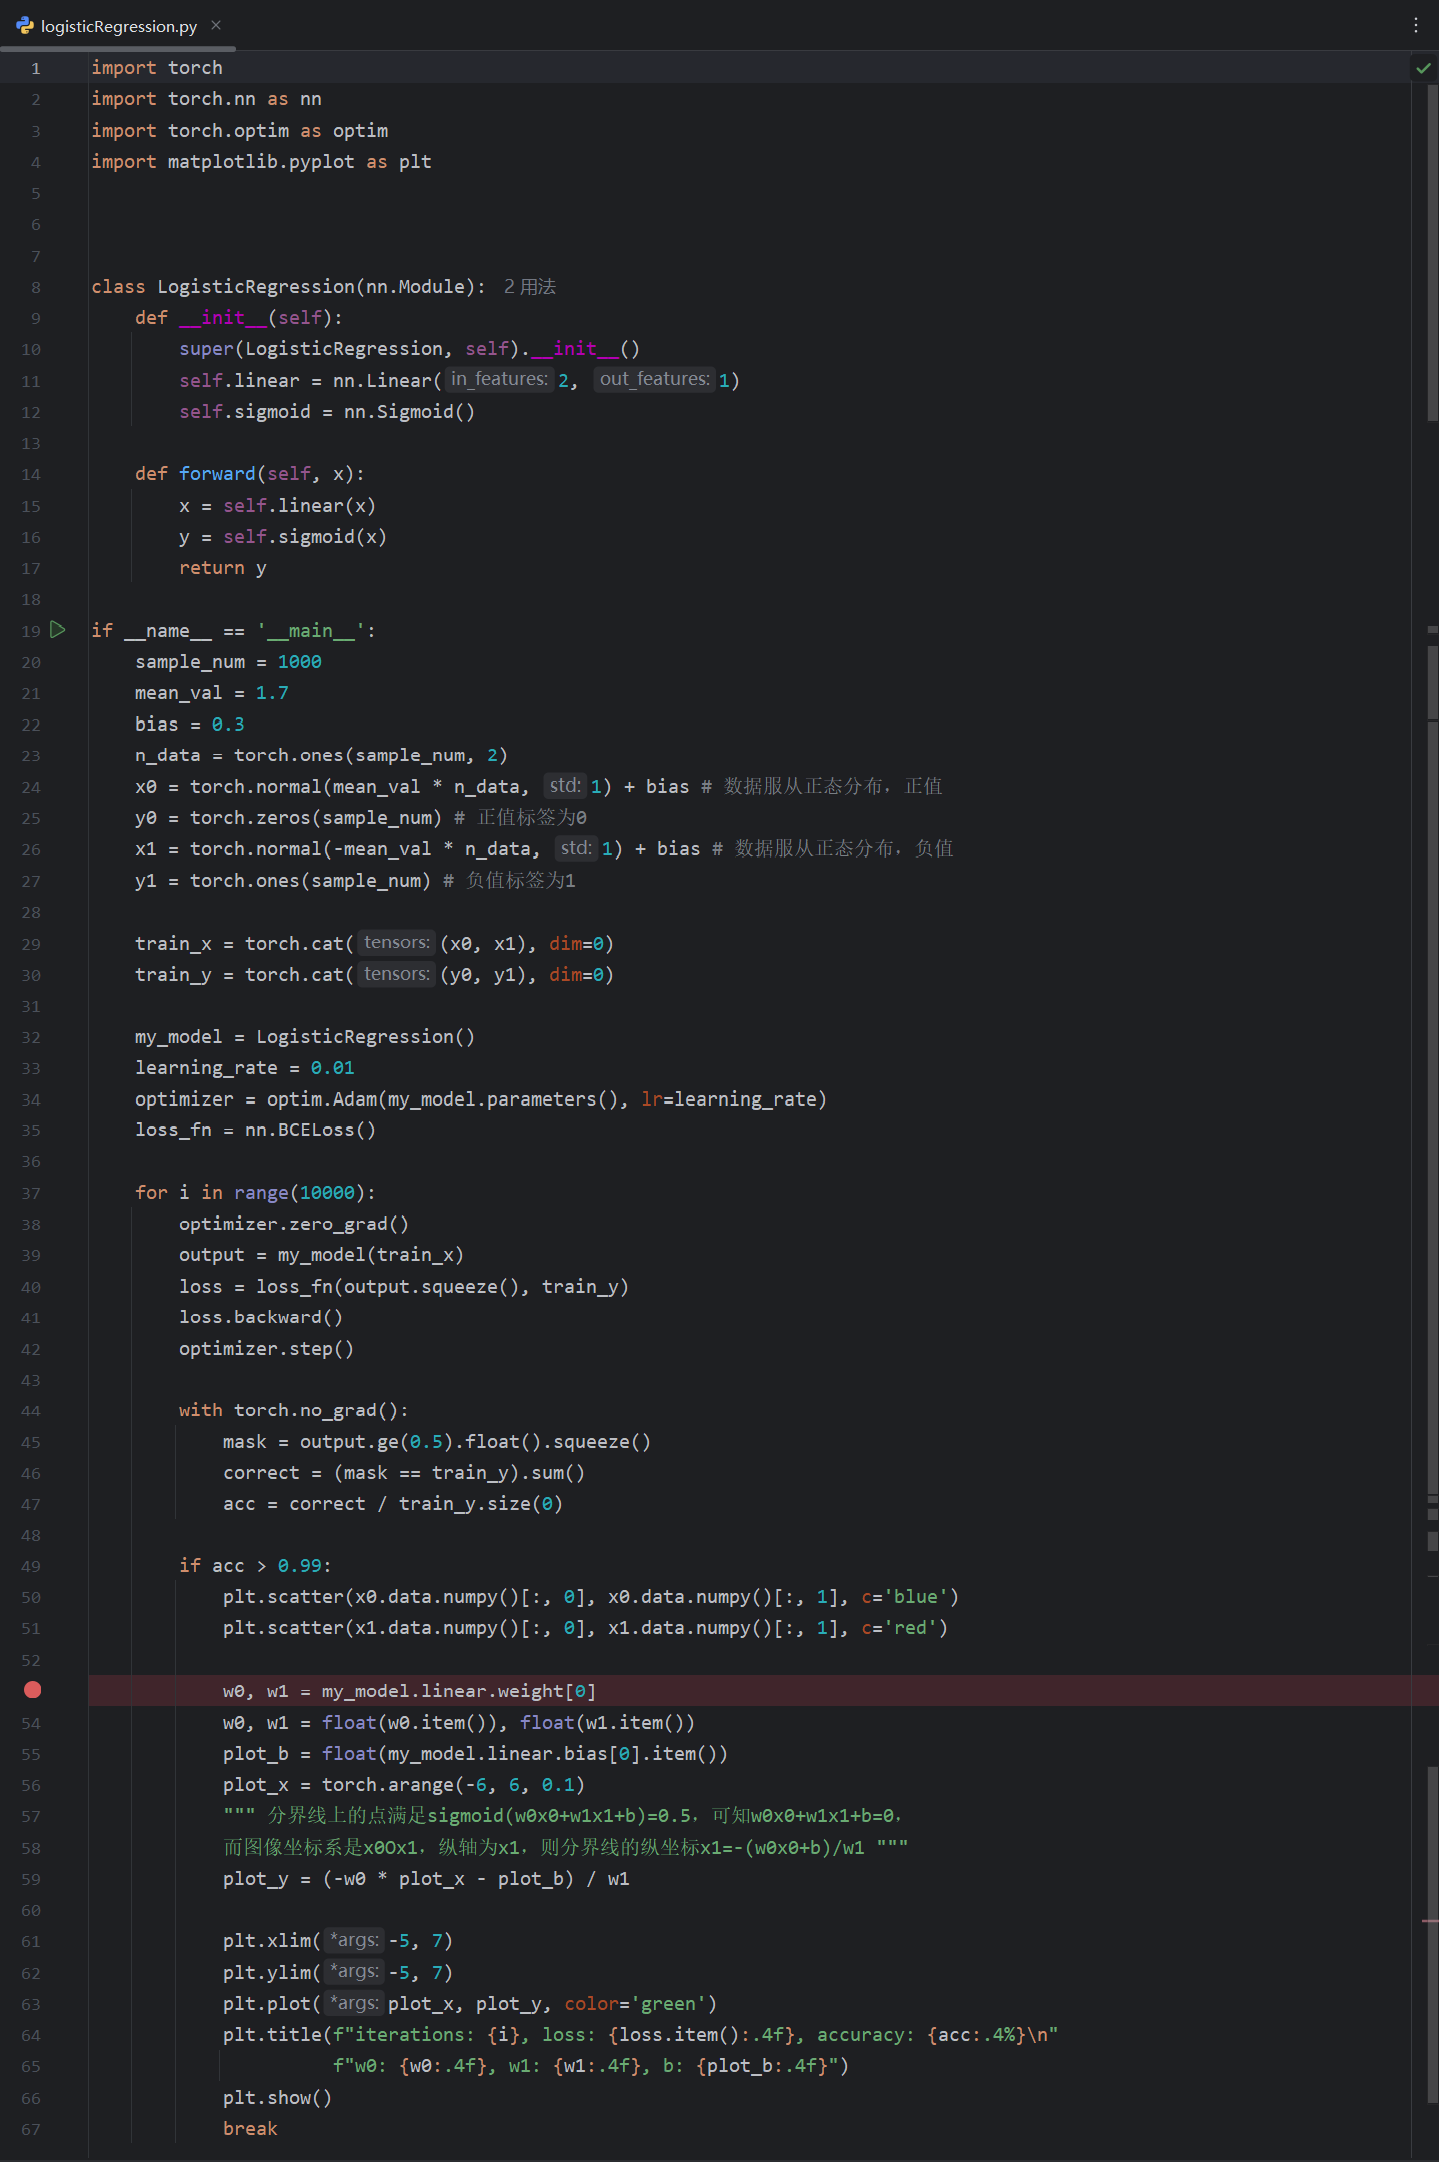 logisticRegression.py
1 import torch
2 import torch.nn as nn
3 import torch.optim as optim
4 import matplotlib.pyplot as plt
5
6
7
8 class LogisticRegression(nn.Module): 2 用法
9 def __init__(self):
10 super(LogisticRegression, self).__init__()
11 self.linear = nn.Linear(in_features: 2, out_features: 1)
12 self.sigmoid = nn.Sigmoid()
13
14 def forward(self, x):
15 x = self.linear(x)
16 y = self.sigmoid(x)
17 return y
18
19 if __name__ == '__main__':
20 sample_num = 1000
21 mean_val = 1.7
22 bias = 0.3
23 n_data = torch.ones(sample_num, 2)
24 x0 = torch.normal(mean_val * n_data, std: 1) + bias # 数据服从正态分布，正值
25 y0 = torch.zeros(sample_num) # 正值标签为0
26 x1 = torch.normal(-mean_val * n_data, std: 1) + bias # 数据服从正态分布，负值
27 y1 = torch.ones(sample_num) # 负值标签为1
28
29 train_x = torch.cat(tensors: (x0, x1), dim=0)
30 train_y = torch.cat(tensors: (y0, y1), dim=0)
31
32 my_model = LogisticRegression()
33 learning_rate = 0.01
34 optimizer = optim.Adam(my_model.parameters(), lr=learning_rate)
35 loss_fn = nn.BCELoss()
36
37 for i in range(10000):
38 optimizer.zero_grad()
39 output = my_model(train_x)
40 loss = loss_fn(output.squeeze(), train_y)
41 loss.backward()
42 optimizer.step()
43
44 with torch.no_grad():
45 mask = output.ge(0.5).float().squeeze()
46 correct = (mask == train_y).sum()
47 acc = correct / train_y.size(0)
48
49 if acc > 0.99:
50 plt.scatter(x0.data.numpy()[:, 0], x0.data.numpy()[:, 1], c='blue')
51 plt.scatter(x1.data.numpy()[:, 0], x1.data.numpy()[:, 1], c='red')
52
w0, w1 = my_model.linear.weight[0]
54 w0, w1 = float(w0.item()), float(w1.item())
55 plot_b = float(my_model.linear.bias[0].item())
56 plot_x = torch.arange(-6, 6, 0.1)
57 """ 分界线上的点满足sigmoid(w0x0+w1x1+b)=0.5，可知w0x0+w1x1+b=0，
58 而图像坐标系是x0Ox1，纵轴为x1，则分界线的纵坐标x1=-(w0x0+b)/w1 """
59 plot_y = (-w0 * plot_x - plot_b) / w1
60
61 plt.xlim(*args: -5, 7)
62 plt.ylim(*args: -5, 7)
63 plt.plot(*args: plot_x, plot_y, color='green')
64 plt.title(f"iterations: {i}, loss: {loss.item():.4f}, accuracy: {acc:.4%}\n"
65 f"w0: {w0:.4f}, w1: {w1:.4f}, b: {plot_b:.4f}")
66 plt.show()
67 break